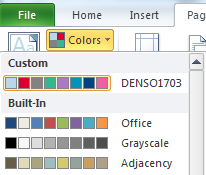 File Home Insert Pag
Colors
Custom
DENSO1703
Built-In
Office
Grayscale
Adjacency